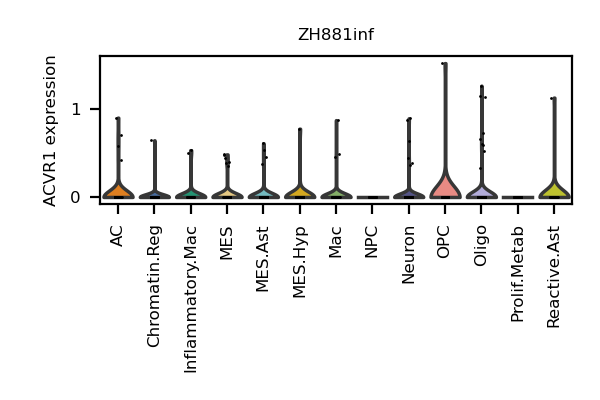 ZH881inf
ACVR1 expression
1
0
AC
Chromatin.Reg
Inflammatory.Mac
MES
MES.Ast
MES.Hyp
Mac
NPC
Neuron
OPC
Oligo
Prolif.Metab
Reactive.Ast